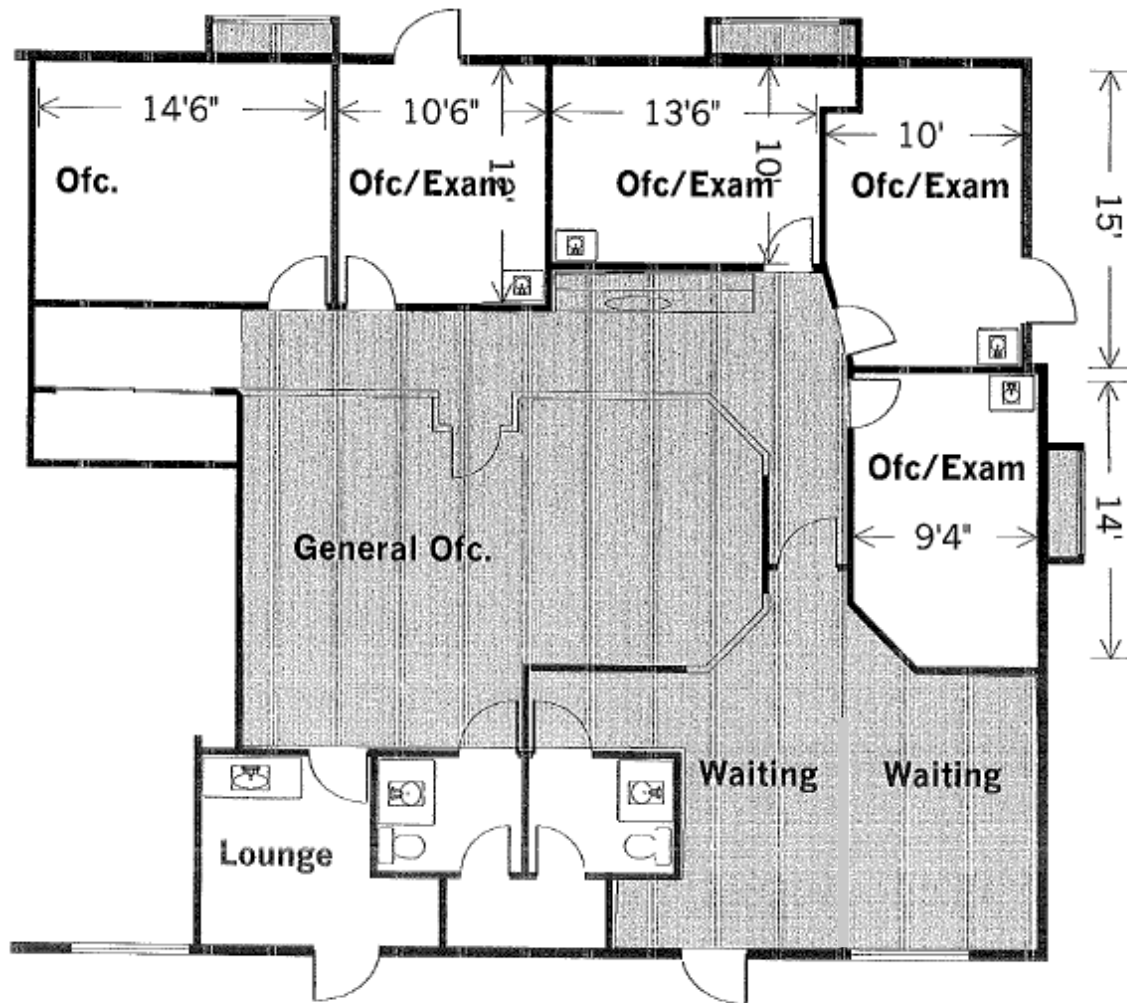 14'6"
10'6"
13'6"
10'
Ofc.
Ofc/Exam
12'
Ofc/Exam
10'
Ofc/Exam
15'
Ofc/Exam
9'4"
14'
General Ofc.
Waiting
Waiting
Lounge